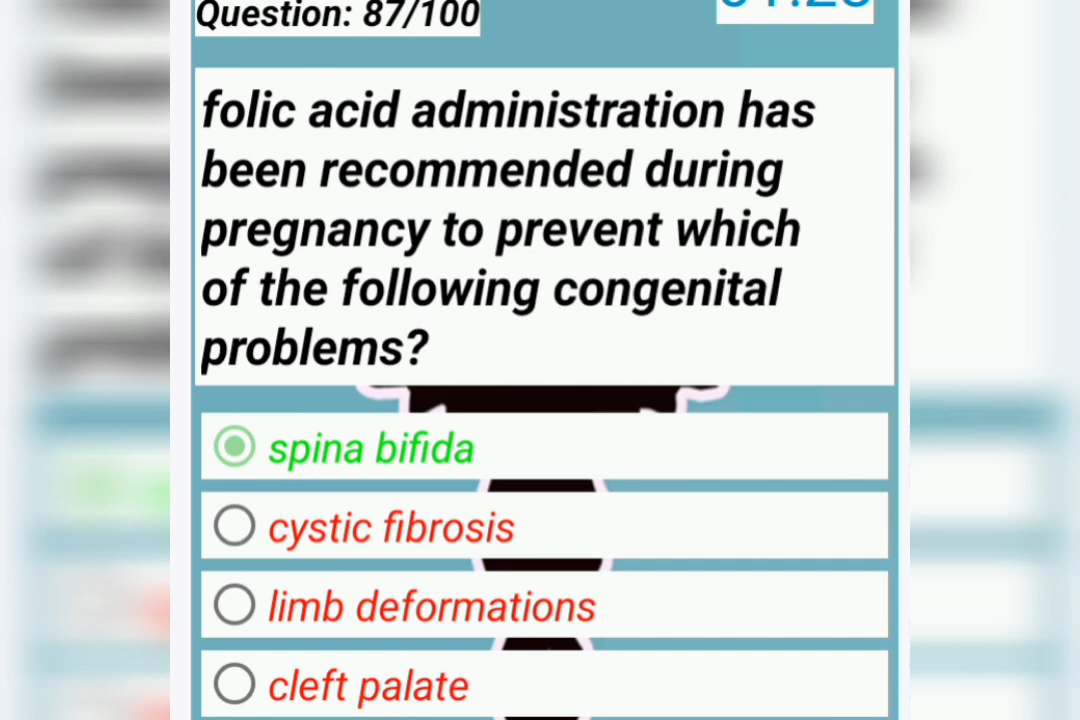 Question: 87/100
folic acid administration has
been recommended during
pregnancy to prevent which
of the following congenital
problems?
spina bifida
cystic fibrosis
limb deformations
cleft palate